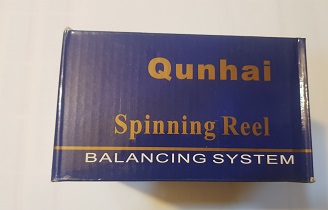 Qunhai
Spinning Reel
BALANCING SYSTEM